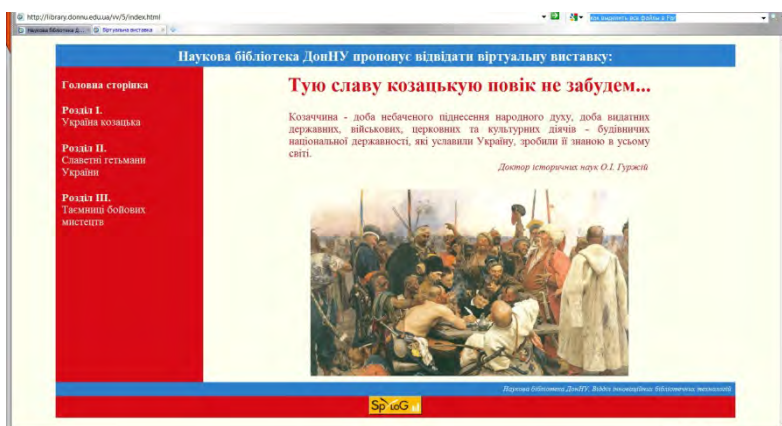 http://library.donnu.edu.ua/vv/5/index.html
Наукова бібліотека ДонНУ пропонує відвідати віртуальну виставку:
Головна сторінка
Розділ I.
Україна козацька
Розділ II.
Славетні гетьмани
України
Розділ III.
Таємниці бойових
мистецтв
Тую славу козацькую повік не забудем...
Козаччина - доба небаченого піднесення народного духу, доба видатних
державних, військових, церковних та культурних діячів - будівничих
національної державності, які уславили Україну, зробили її знаною в усьому
світі.
Доктор історичних наук О.І. Гуржій
Наукова бібліотека ДонНУ. Відділ інноваційних бібліотечних технологій